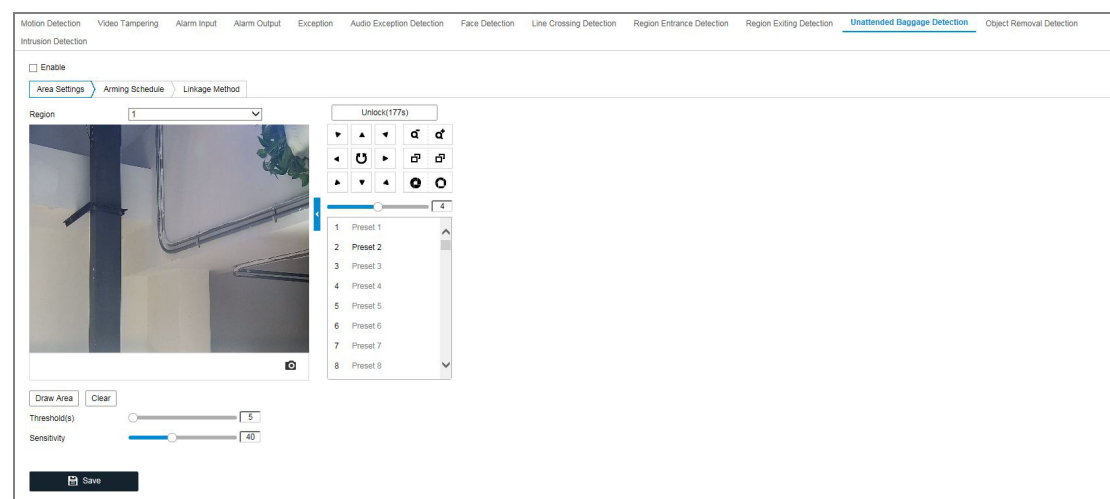 Motion Detection Video Tampering Alarm Input Alarm Output Exception Audio Exception Detection Face Detection Line Crossing Detection Region Entrance Detection Region Exiting Detection Unattended Baggage Detection Object Removal Detection
Intrusion Detection
Enable
Area Settings Arming Schedule Linkage Method
Region 1
Unlock(177s)
4
1 Preset 1
2 Preset 2
3 Preset 3
4 Preset 4
5 Preset 5
6 Preset 6
7 Preset 7
8 Preset 8
Draw Area Clear
Threshold(s) 5
Sensitivity 40
Save